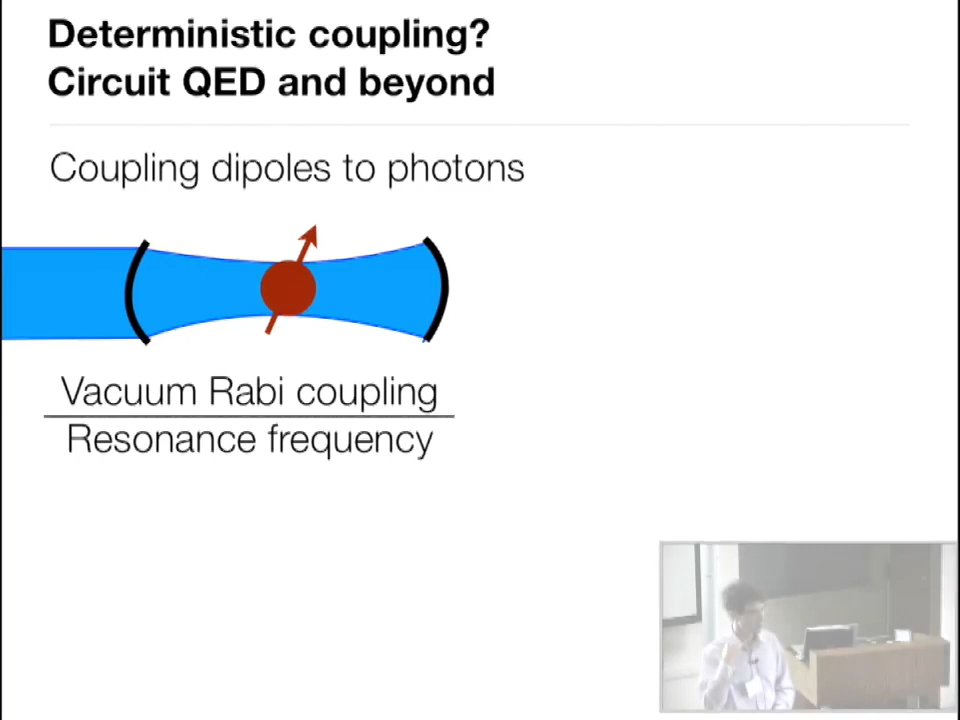 Deterministic coupling?
Circuit QED and beyond
Coupling dipoles to photons
Vacuum Rabi coupling
Resonance frequency